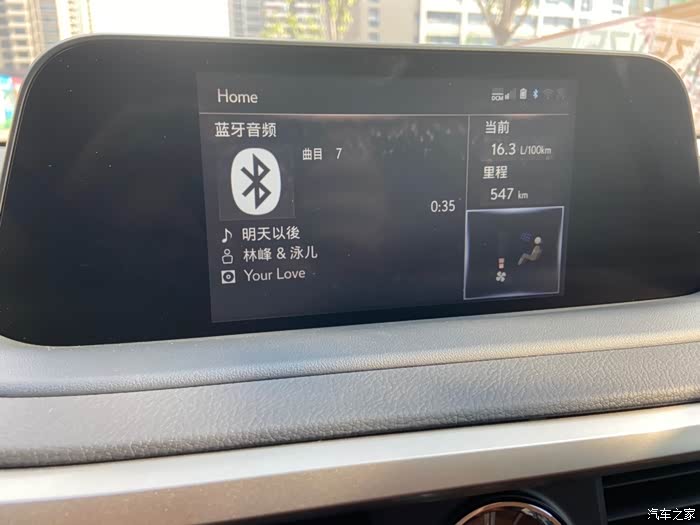 Home
DCM
蓝牙音频
曲目 7
0:35
明天以後
林峰 & 泳儿
Your Love
当前
16.3 L/100km
里程
547 km
汽车之家